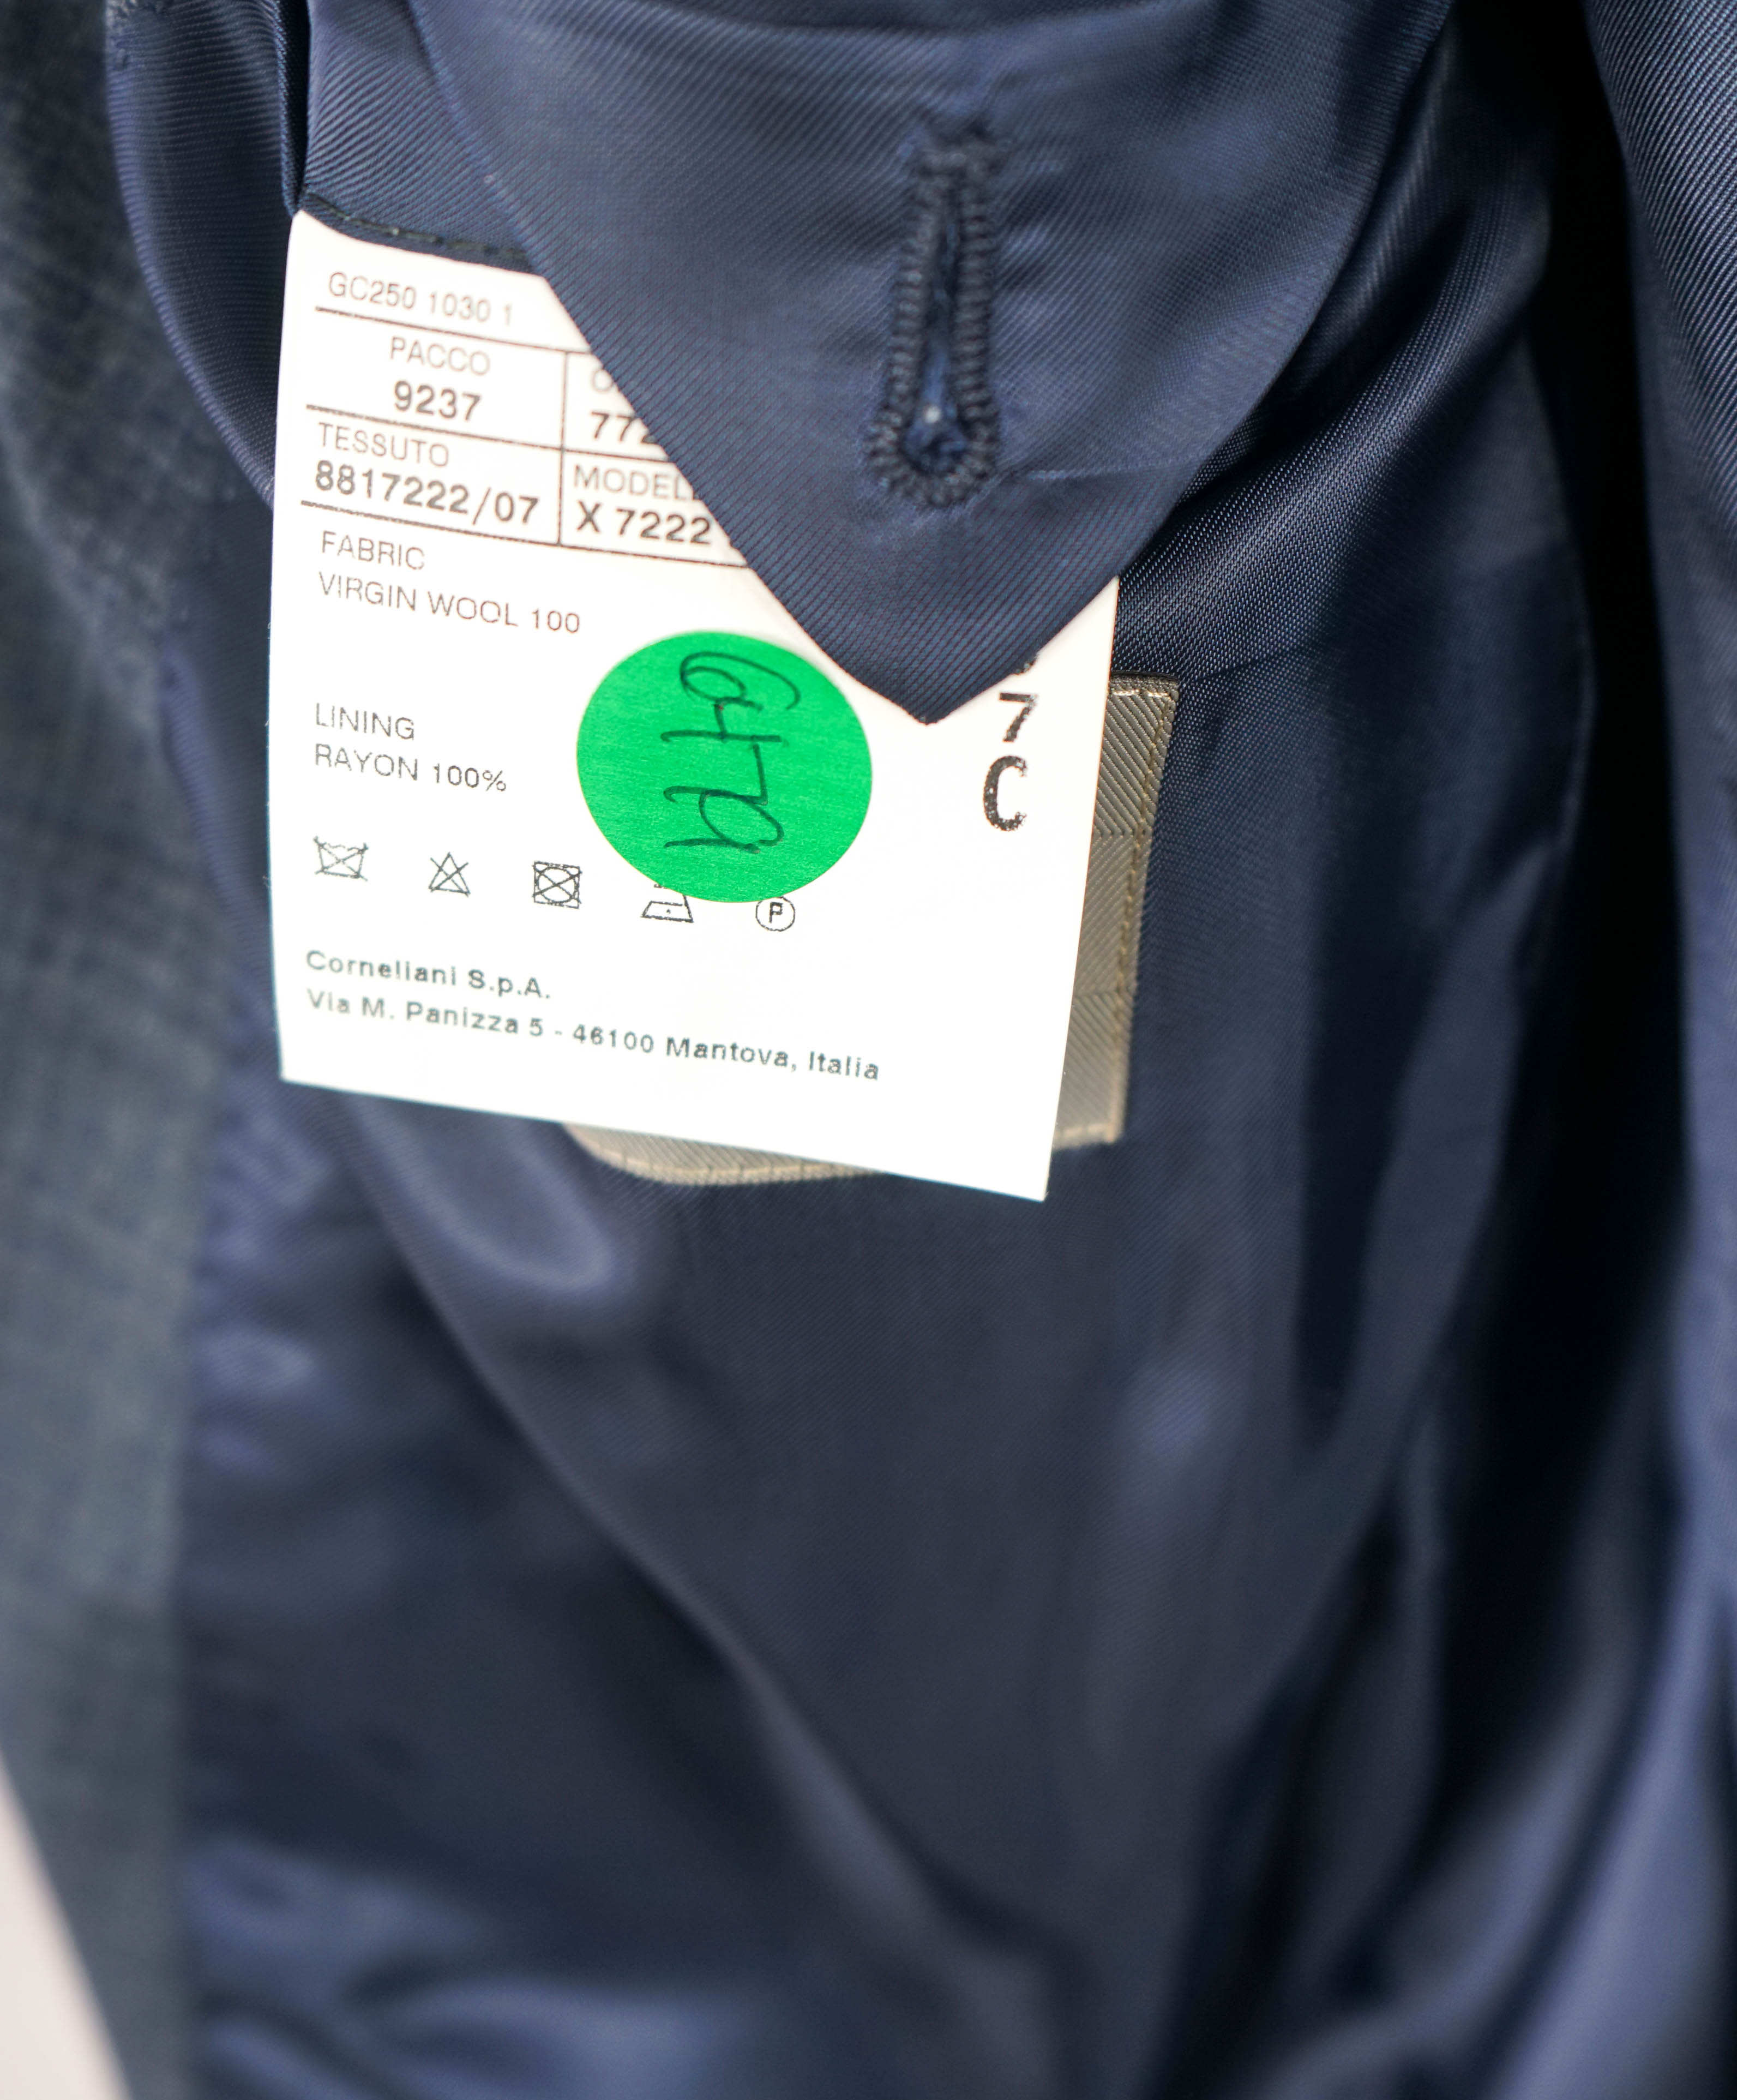 GC250 1030 1
PACCO
9237
TESSUTO
8817222/07
X 7222
FABRIC
VIRGIN WOOL 100
LINING
RAYON 100%
7
C
P
Corneliani S.p.A.
Via M. Panizza 5 - 46100 Mantova, Italia